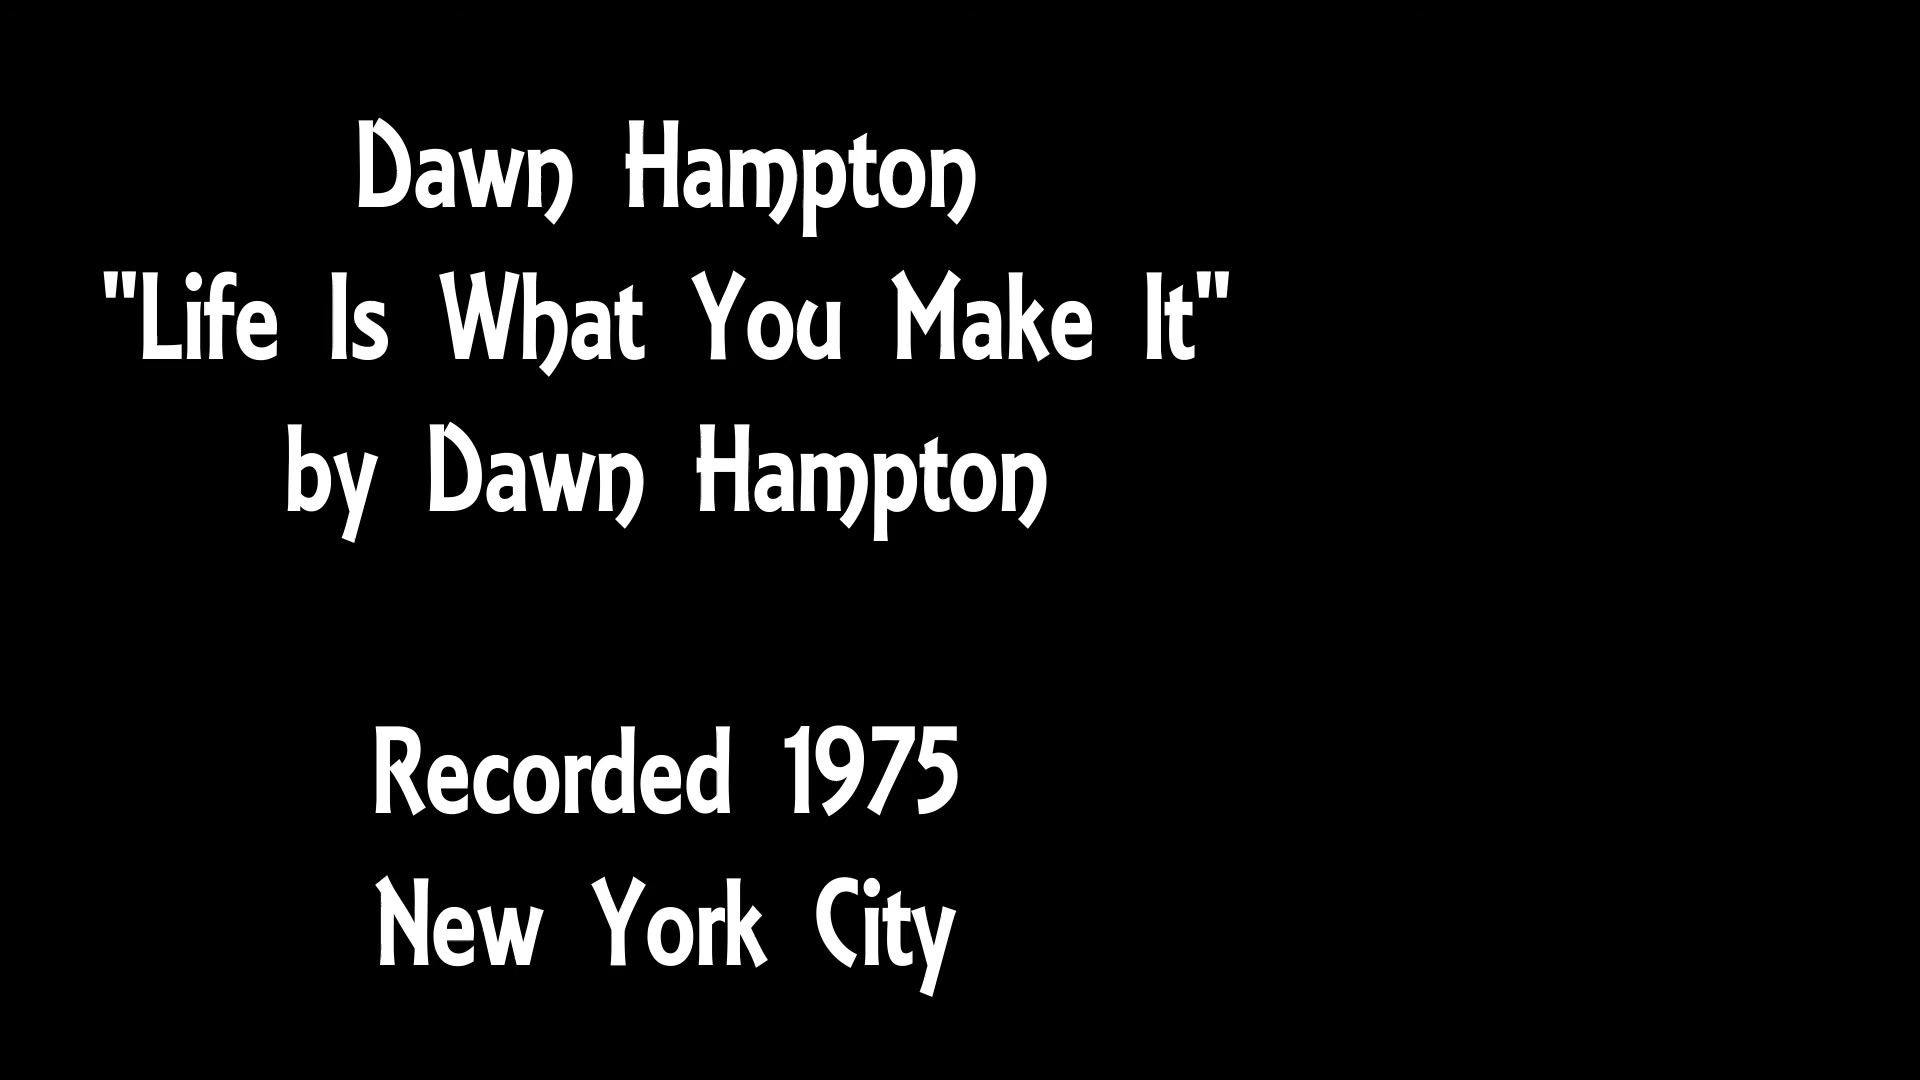 Dawn Hampton
"Life Is What You Make It"
by Dawn Hampton
Recorded 1975
New York City